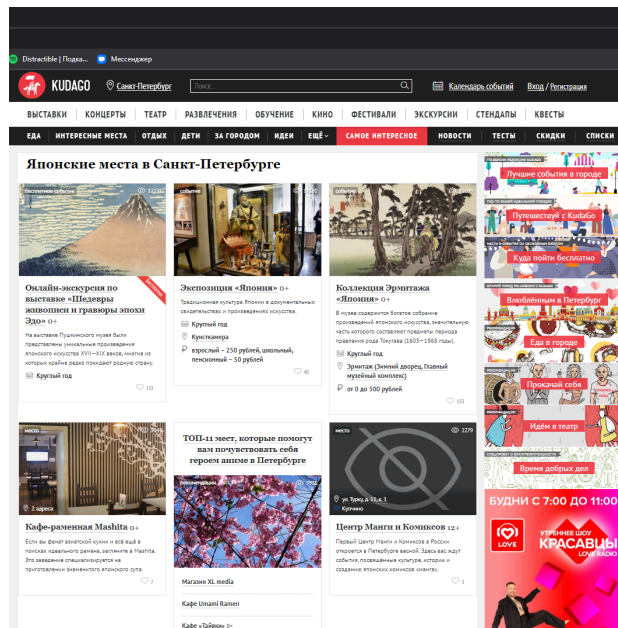 Distractible | Подка...
Мессенджер
KUDAGO
Санкт-Петербург
Поиск...
Календарь событий
Вход / Регистрация
ВЫСТАВКИ
КОНЦЕРТЫ
ТЕАТР
РАЗВЛЕЧЕНИЯ
ОБУЧЕНИЕ
КИНО
ФЕСТИВАЛИ
ЭКСКУРСИИ
СТЕНДАПЫ
КВЕСТЫ
ЕДА
ИНТЕРЕСНЫЕ МЕСТА
ОТДЫХ
ДЕТИ
ЗА ГОРОДОМ
ИДЕИ
ЕЩЁ
САМОЕ ИНТЕРЕСНОЕ
НОВОСТИ
ТЕСТЫ
СКИДКИ
СПИСКИ
Японские места в Санкт-Петербурге
бесплатное событие
Онлайн-экскурсия по
выставке «Шедевры
живописи и гравюры эпохи
Эдо» 0+
На выставке Пушкинского музея были
представлены уникальные произведения
японского искусства XVII—XIX веков, многие из
которых крайне редко покидают родную страну.
Круглый год
событие
Экспозиция «Япония» 0+
Традиционная культура Японии в документальных
свидетельствах и произведениях искусства.
Круглый год
Кунсткамера
взрослый – 250 рублей, школьный,
пенсионный – 50 рублей
событие
Коллекция Эрмитажа
«Япония» 0+
В музее содержится богатое собрание
произведений японского искусства, значительную
часть которого составляют предметы периода
правления рода Токугава (1603–1868 годы).
Круглый год
Эрмитаж (Зимний дворец, Главный
музейный комплекс)
от 0 до 500 рублей
место
2 адреса
Кафе-раменная Mashita 0+
Если вы фанат азиатской кухни и всё ещё в
поисках идеального рамена, загляните в Mashita.
Это заведение специализируется на
приготовлении знаменитого японского супа.
2
ТОП-11 мест, которые помогут
вам почувствовать себя
героем аниме в Петербурге
рекомендации
Магазин XL media
Кафе Umami Ramen
Кафе «Тайяки» 0+
место
2279
ул. Турку, д. 11, к. 1
Купчино
Центр Манги и Комиксов 12+
Первый Центр Манги и Комиксов в России
откроется в Петербурге весной. Здесь вас ждут
события, посвящённые культуре, истории и
созданию японских комиксов «манга».
Лучшие события в городе
Путешествуй с KudaGo
Куда пойти бесплатно
Влюблённым в Петербург
Еда в городе
Прокачай себя
Идём в театр
Время добрых дел
БУДНИ С 7:00 ДО 11:00
LOVE
УТРЕННЕЕ ШОУ
КРАСАВЦЫ
LOVE RADIO